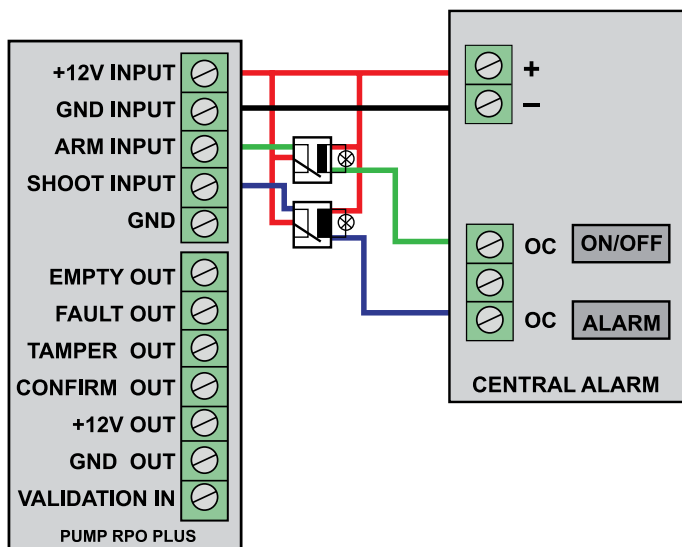 +12V INPUT
GND INPUT
ARM INPUT
SHOOT INPUT
GND
EMPTY OUT
FAULT OUT
TAMPER OUT
CONFIRM OUT
+12V OUT
GND OUT
VALIDATION IN
PUMP RPO PLUS
+
–
OC ON/OFF
OC ALARM
CENTRAL ALARM